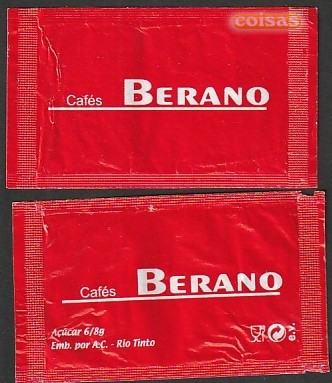 coisas
Cafés BERANO
Cafés BERANO
Açúcar 6/8g
Emb. por A.C. - Rio Tinto
e.v